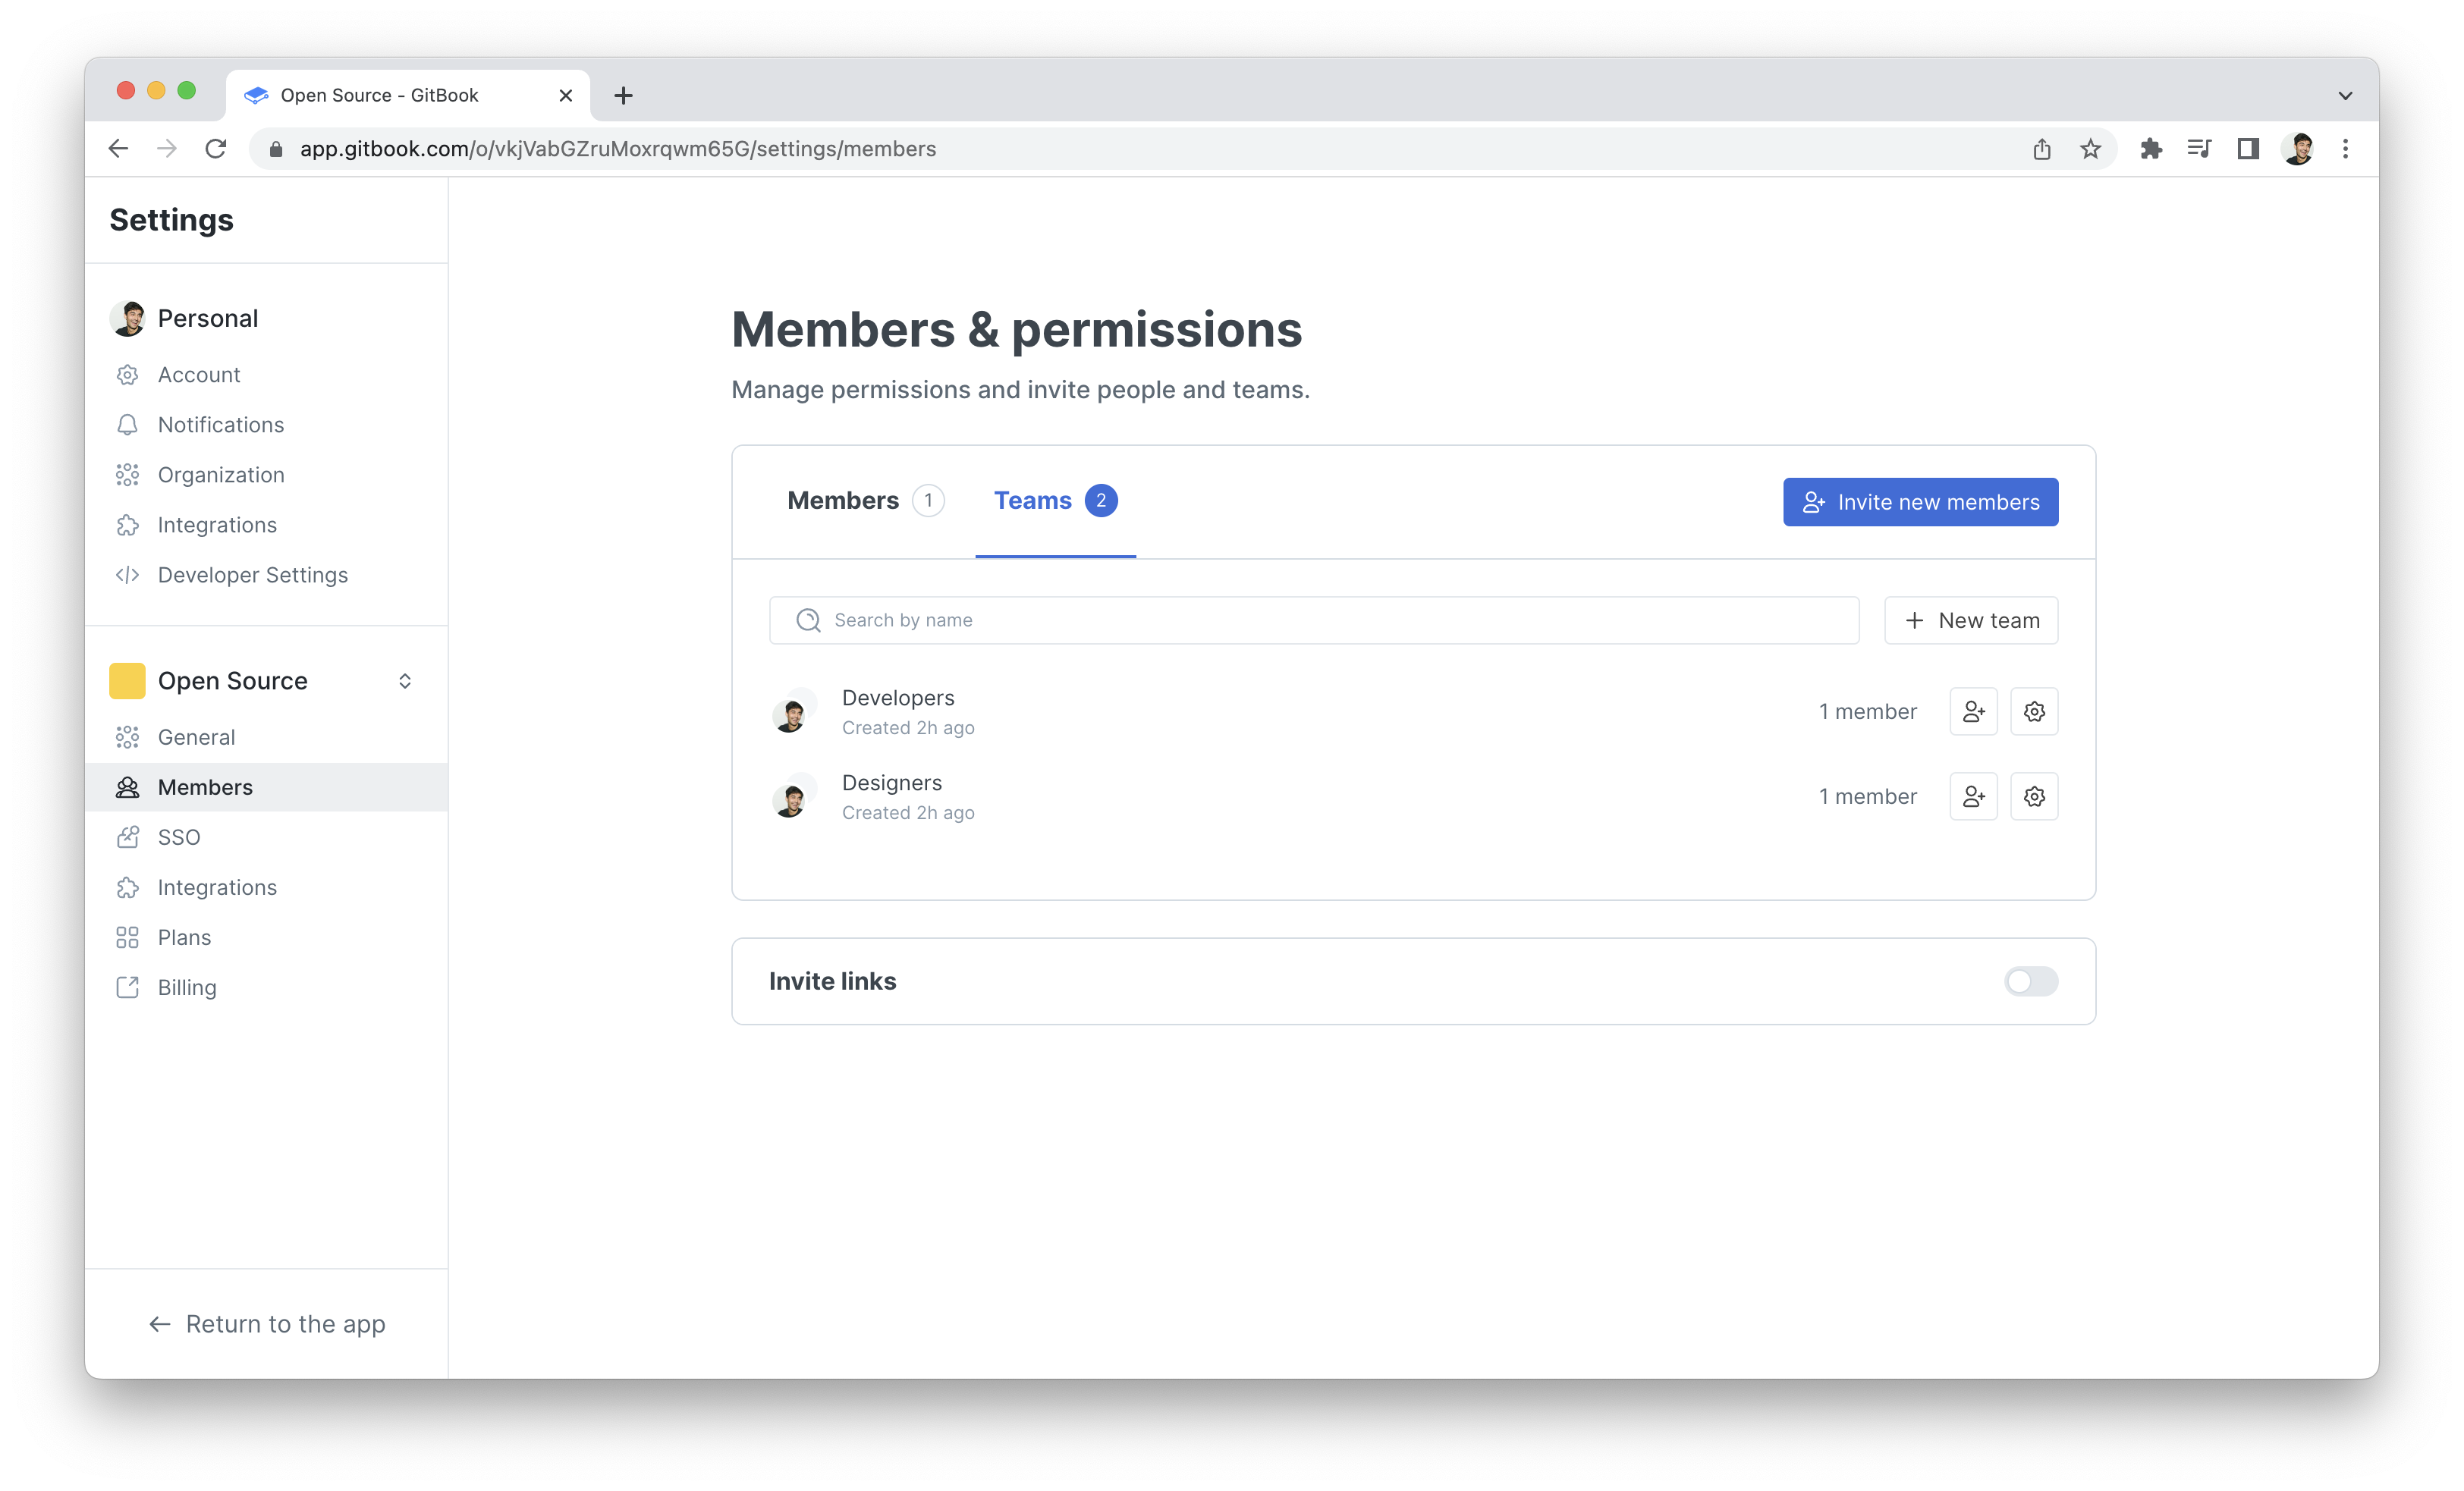 Open Source - GitBook
app.gitbook.com/o/vkjVabGZruMoxrqwm65G/settings/members
Settings
Personal
Account
Notifications
Organization
Integrations
Developer Settings
Open Source
General
Members
SSO
Integrations
Plans
Billing
Return to the app
Members & permissions
Manage permissions and invite people and teams.
Members 1 Teams 2 Invite new members
Search by name New team
Developers
Created 2h ago
1 member
Designers
Created 2h ago
1 member
Invite links